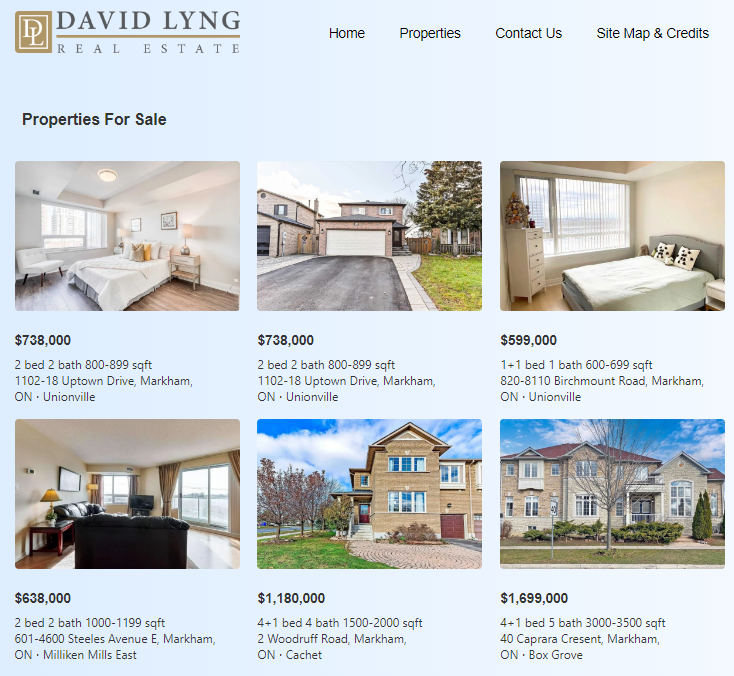 DL DAVID LYNG
REAL ESTATE
Home Properties Contact Us Site Map & Credits
Properties For Sale
$738,000
2 bed 2 bath 800-899 sqft
1102-18 Uptown Drive, Markham,
ON · Unionville
$738,000
2 bed 2 bath 800-899 sqft
1102-18 Uptown Drive, Markham,
ON · Unionville
$599,000
1+1 bed 1 bath 600-699 sqft
820-8110 Birchmount Road, Markham,
ON · Unionville
$638,000
2 bed 2 bath 1000-1199 sqft
601-4600 Steeles Avenue E, Markham,
ON · Milliken Mills East
$1,180,000
4+1 bed 4 bath 1500-2000 sqft
2 Woodruff Road, Markham,
ON · Cachet
$1,699,000
4+1 bed 5 bath 3000-3500 sqft
40 Caprara Cresent, Markham,
ON · Box Grove